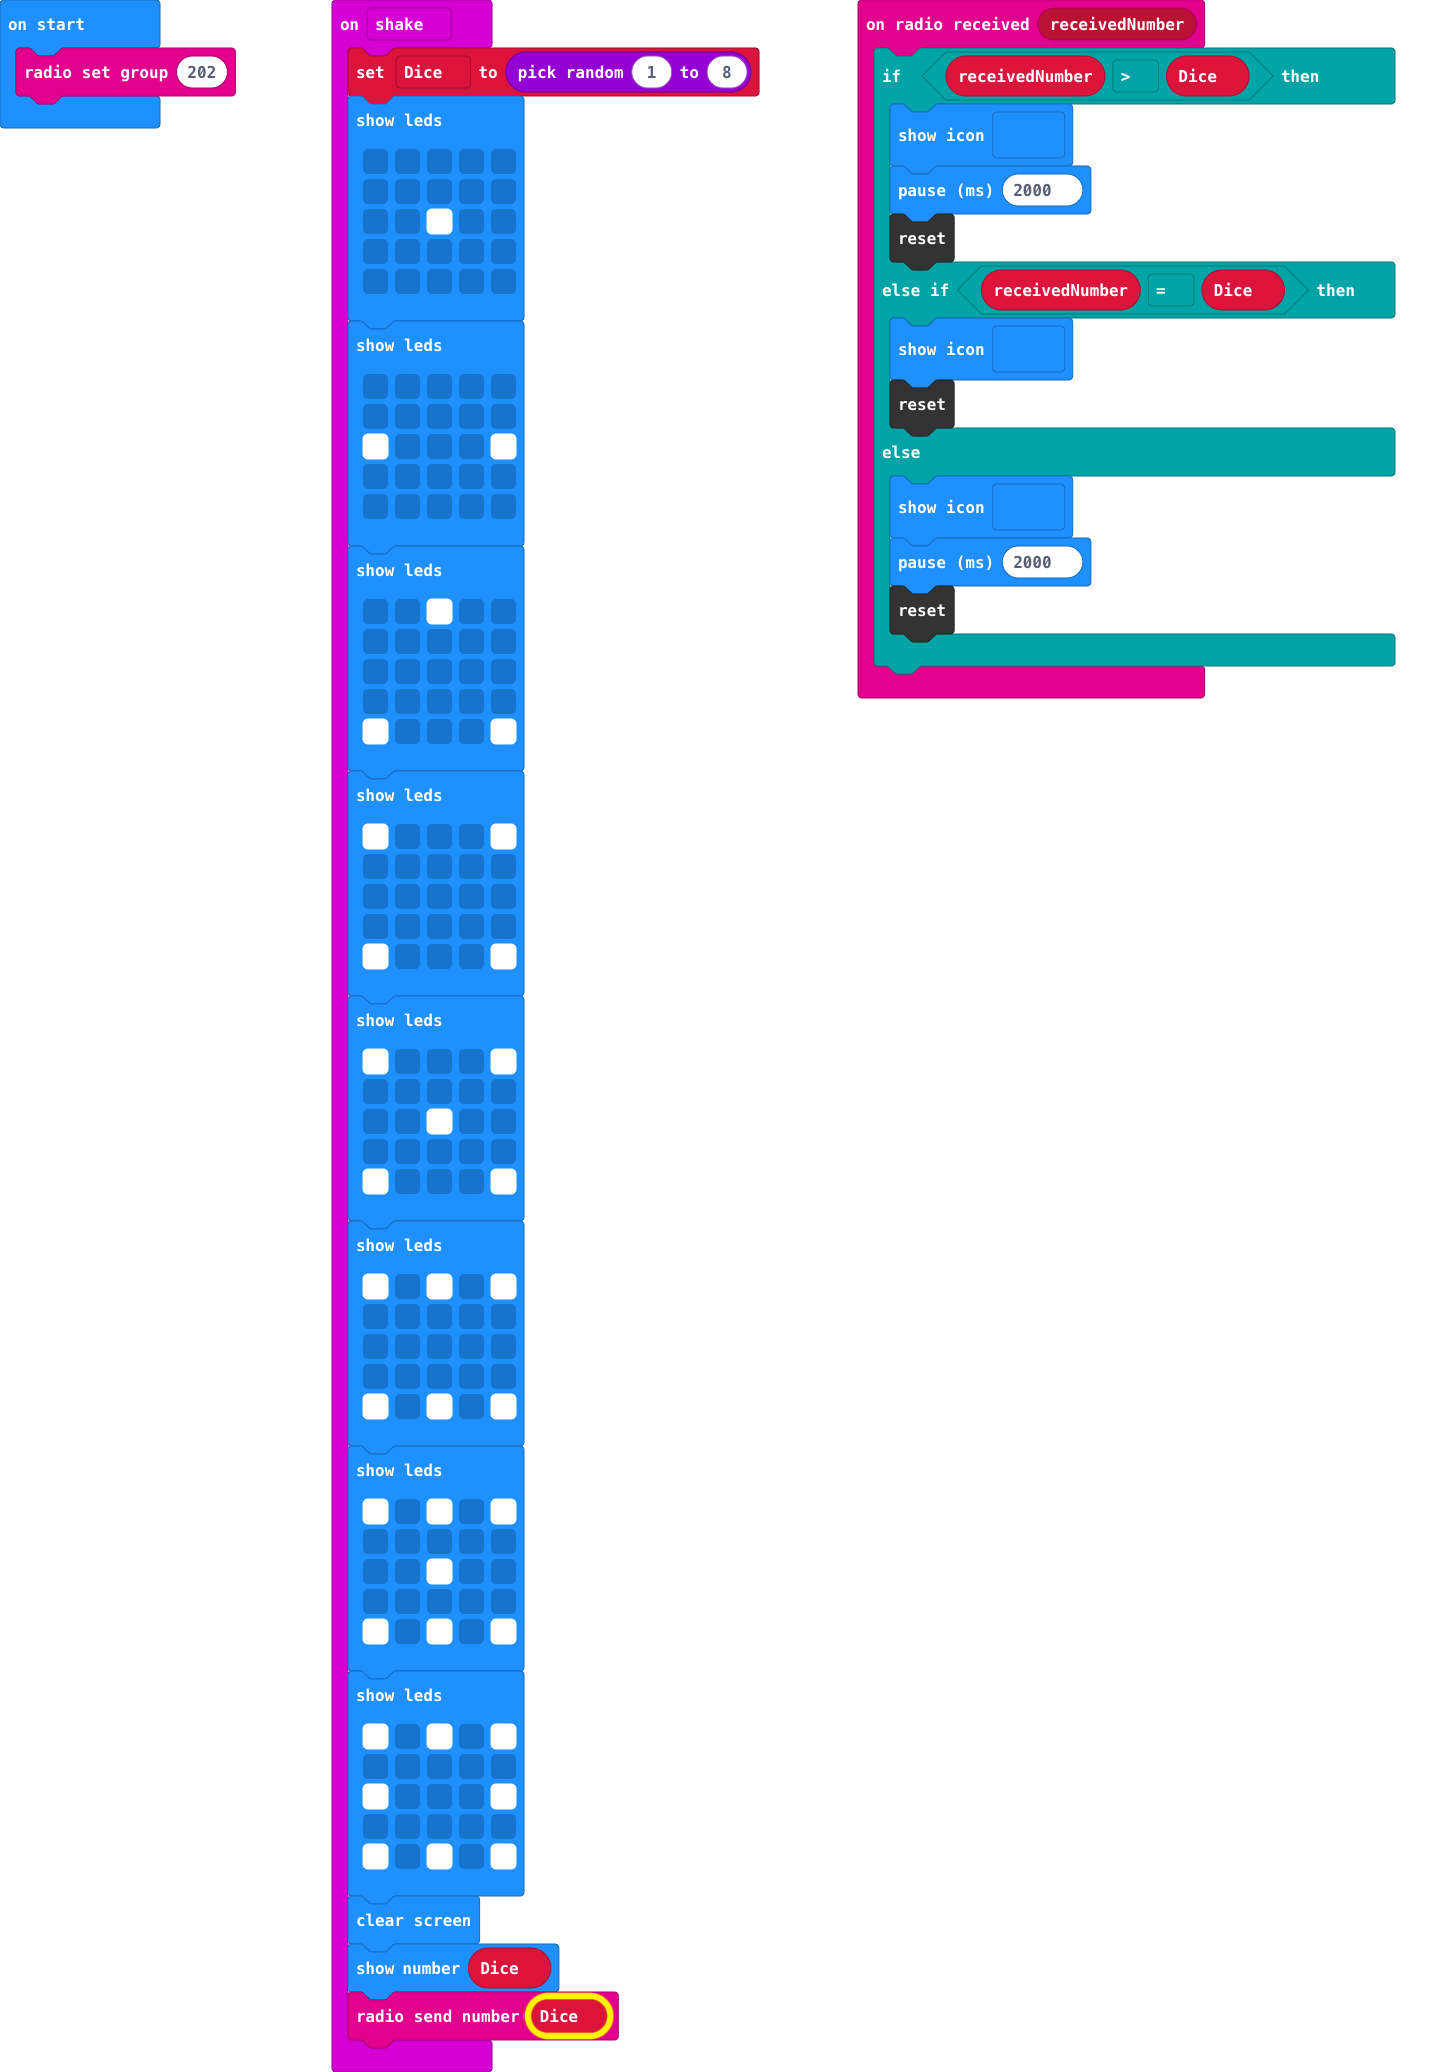 on start
radio set group 202
on shake
set Dice to pick random 1 to 8
show leds
show leds
show leds
show leds
show leds
show leds
show leds
show leds
clear screen
show number Dice
radio send number Dice
on radio received receivedNumber
if receivedNumber > Dice then
show icon
pause (ms) 2000
reset
else if receivedNumber = Dice then
show icon
reset
else
show icon
pause (ms) 2000
reset